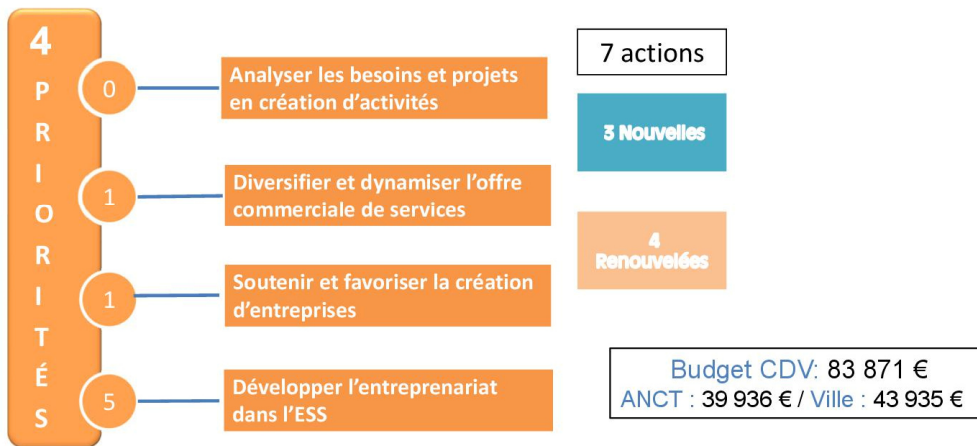 4
PRIORITÉS
0
Analyser les besoins et projets
en création d’activités
1
Diversifier et dynamiser l’offre
commerciale de services
1
Soutenir et favoriser la création
d’entreprises
5
Développer l’entreprenariat
dans l’ESS
7 actions
3 Nouvelles
4
Renouvelées
Budget CDV: 83 871 €
ANCT : 39 936 € / Ville : 43 935 €